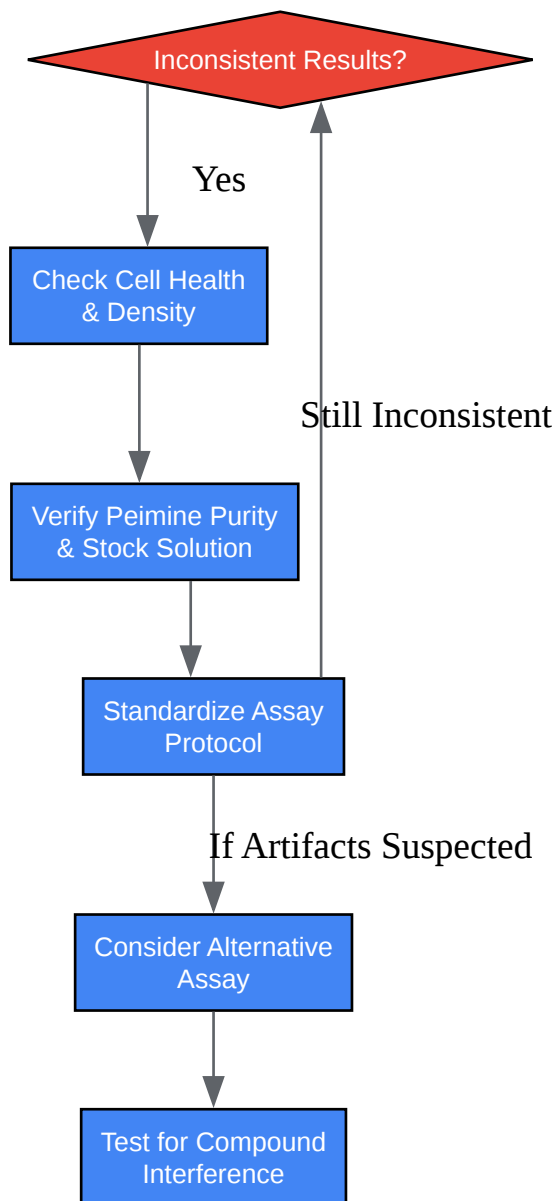 Inconsistent Results?
Yes
Check Cell Health
& Density
Still Inconsistent
Verify Peimine Purity
& Stock Solution
Standardize Assay
Protocol
If Artifacts Suspected
Consider Alternative
Assay
Test for Compound
Interference